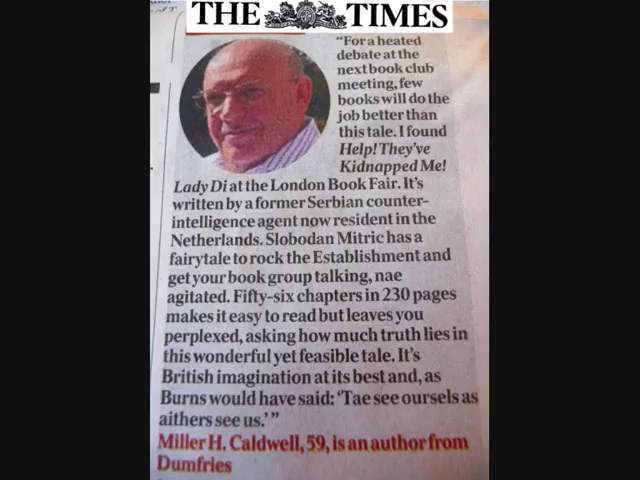 THE TIMES
"For a heated
debate at the
next book club
meeting, few
books will do the
job better than
this tale. I found
Help! They've
Kidnapped Me!
Lady Di at the London Book Fair. It's
written by a former Serbian counter-
intelligence agent now resident in the
Netherlands. Slobodan Mitric has a
fairytale to rock the Establishment and
get your book group talking, nae
agitated. Fifty-six chapters in 230 pages
makes it easy to read but leaves you
perplexed, asking how much truth lies in
this wonderful yet feasible tale. It's
British imagination at its best and, as
Burns would have said: 'Tae see oursels as
aithers see us.'"
Miller H. Caldwell, 59, is an author from
Dumfries